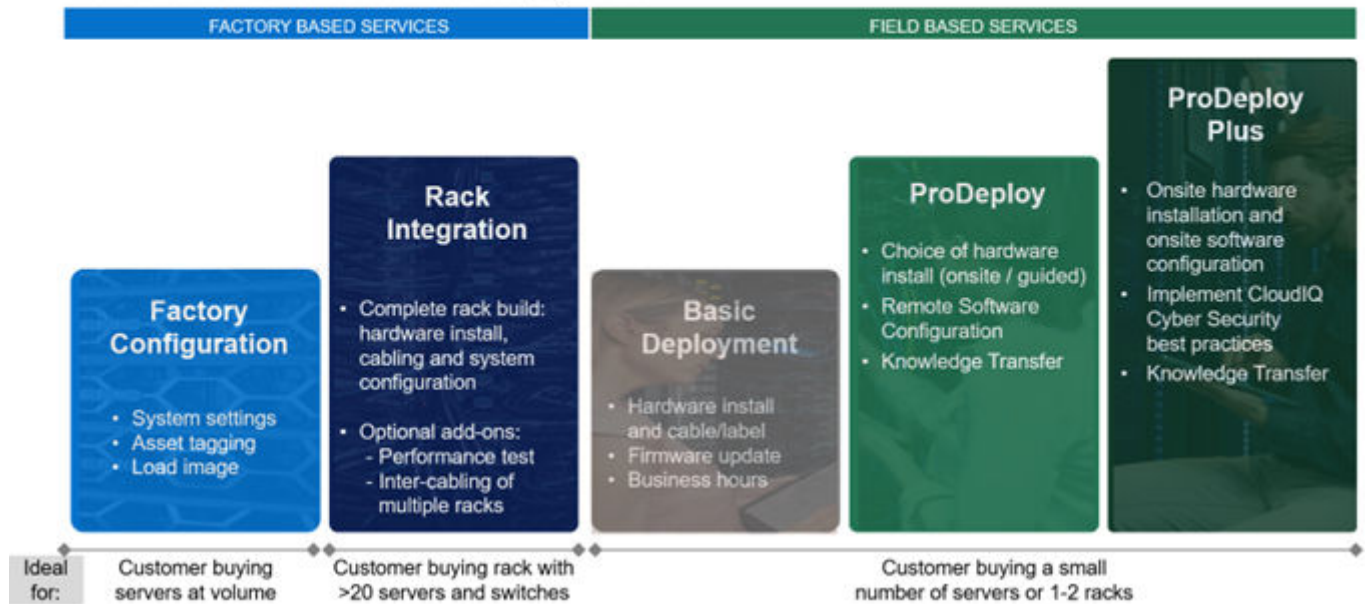 FACTORY BASED SERVICES
FIELD BASED SERVICES
Factory
Configuration
• System settings
• Asset tagging
• Load image
Rack
Integration
• Complete rack build:
hardware install,
cabling and system
configuration
• Optional add-ons:
- Performance test
- Inter-cabling of
multiple racks
Basic
Deployment
• Hardware install
and cable/label
• Firmware update
• Business hours
ProDeploy
• Choice of hardware
install (onsite / guided)
• Remote Software
Configuration
• Knowledge Transfer
ProDeploy
Plus
• Onsite hardware
installation and
onsite software
configuration
• Implement CloudIQ
Cyber Security
best practices
• Knowledge Transfer
Ideal
for:
Customer buying
servers at volume
Customer buying rack with
>20 servers and switches
Customer buying a small
number of servers or 1-2 racks